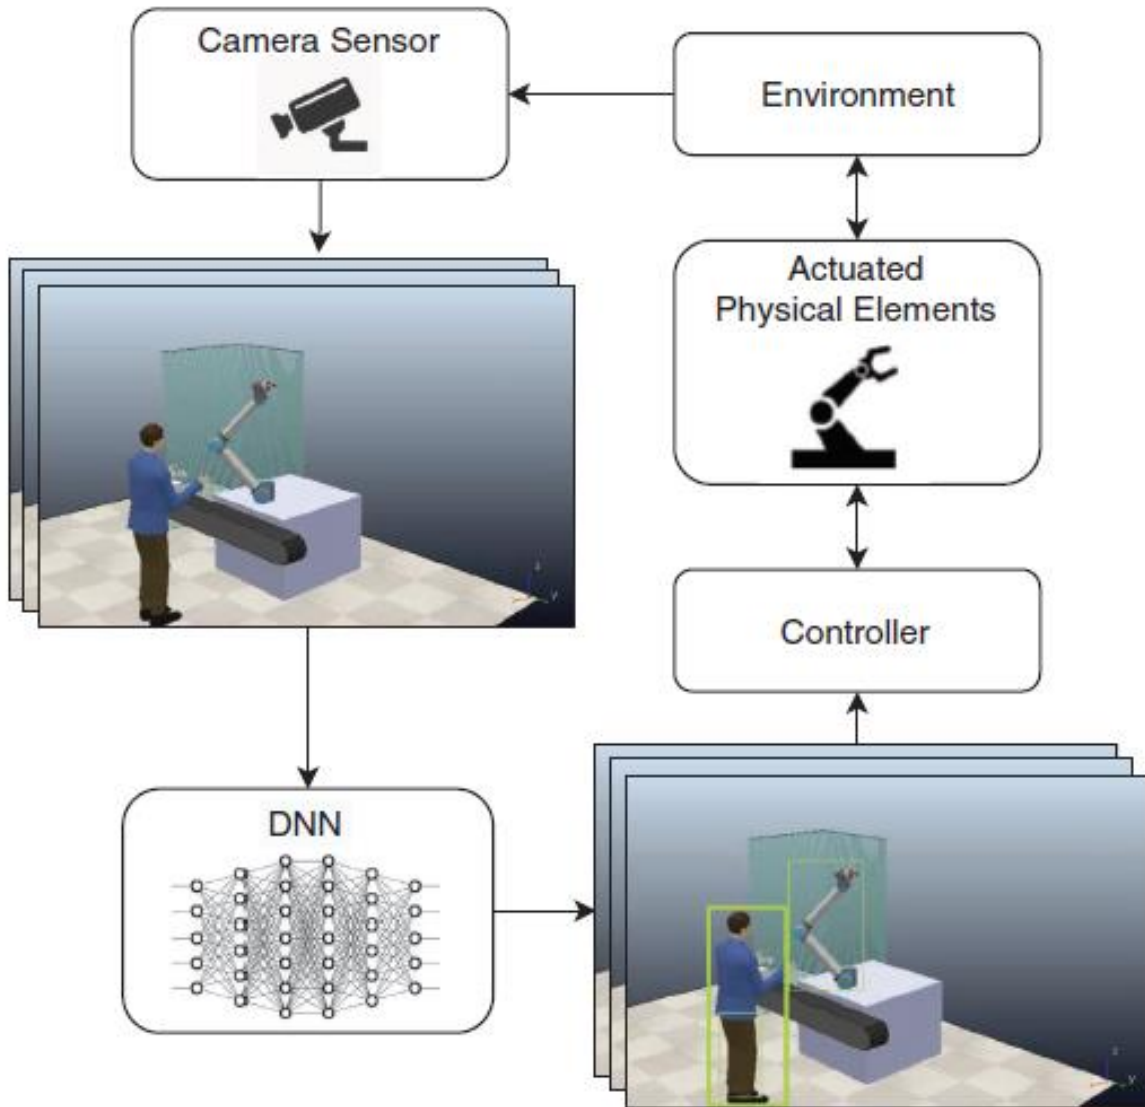 Camera Sensor
Environment
Actuated
Physical Elements
Controller
DNN